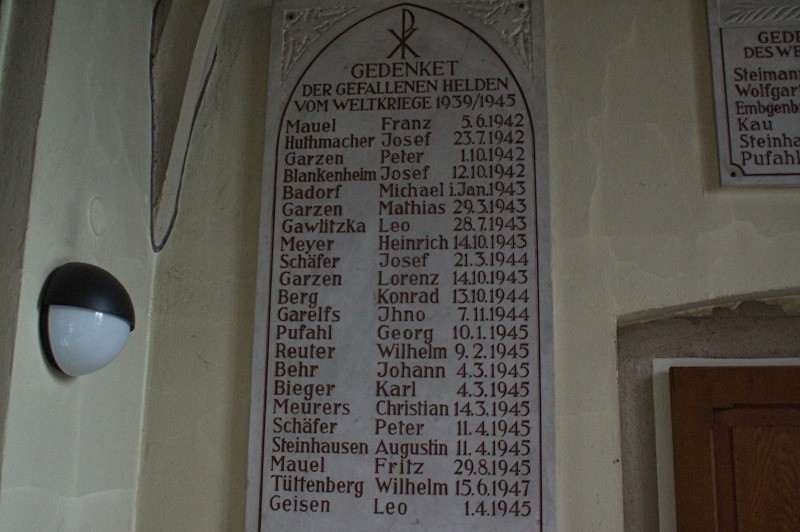 GEDENKET
DER GEFALLENEN HELDEN
VOM WELTKRIEGE 1939/1945
Mauel Franz 5.6.1942
Huthmacher Josef 23.7.1942
Garzen Peter 1.10.1942
Blankenheim Josef 12.10.1942
Badorf Michael i.Jan.1943
Garzen Mathias 29.3.1943
Gawlitzka Leo 28.7.1943
Meyer Heinrich 14.10.1943
Schäfer Josef 21.3.1944
Garzen Lorenz 14.10.1943
Berg Konrad 13.10.1944
Garelfs Jhno 7.11.1944
Pufahl Georg 10.1.1945
Reuter Wilhelm 9.2.1945
Behr Johann 4.3.1945
Bieger Karl 4.3.1945
Meurers Christian 14.3.1945
Schäfer Peter 11.4.1945
Steinhausen Augustin 11.4.1945
Mauel Fritz 29.8.1945
Tüttenberg Wilhelm 15.6.1947
Geisen Leo 1.4.1945
GEDE
DES WE
Steimann
Wolfgar
Embgenbr
Kau
Steinha
Pufahl